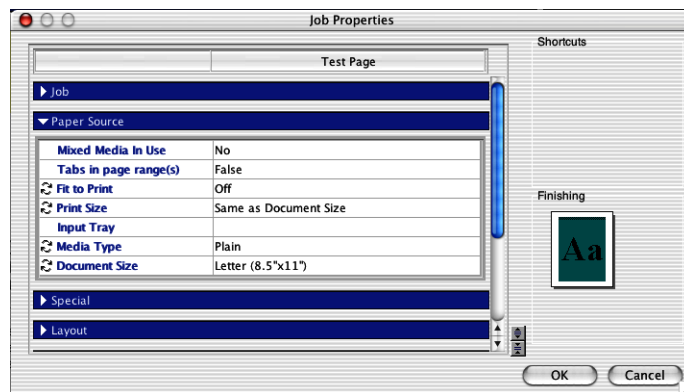 Job Properties
Shortcuts
Test Page
Job
Paper Source
Mixed Media In Use No
Tabs in page range(s) False
Fit to Print Off
Print Size Same as Document Size
Input Tray
Media Type Plain
Document Size Letter (8.5"x11")
Finishing
Aa
Special
Layout
OK Cancel